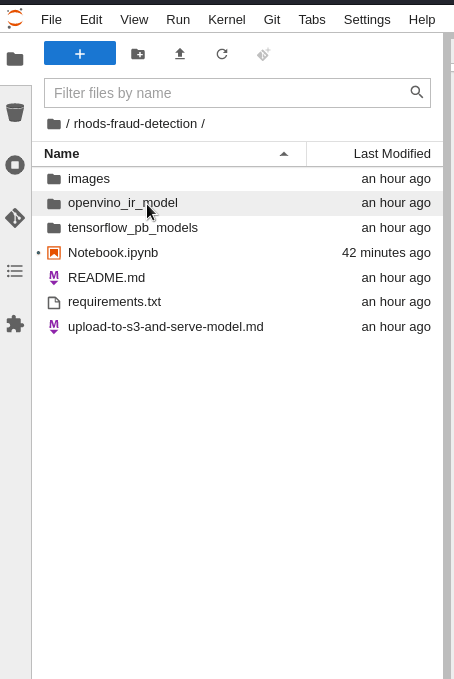 File Edit View Run Kernel Git Tabs Settings Help
Filter files by name
/ rhods-fraud-detection /
Name Last Modified
images an hour ago
openvino_ir_model an hour ago
tensorflow_pb_models an hour ago
Notebook.ipynb 42 minutes ago
README.md an hour ago
requirements.txt an hour ago
upload-to-s3-and-serve-model.md an hour ago